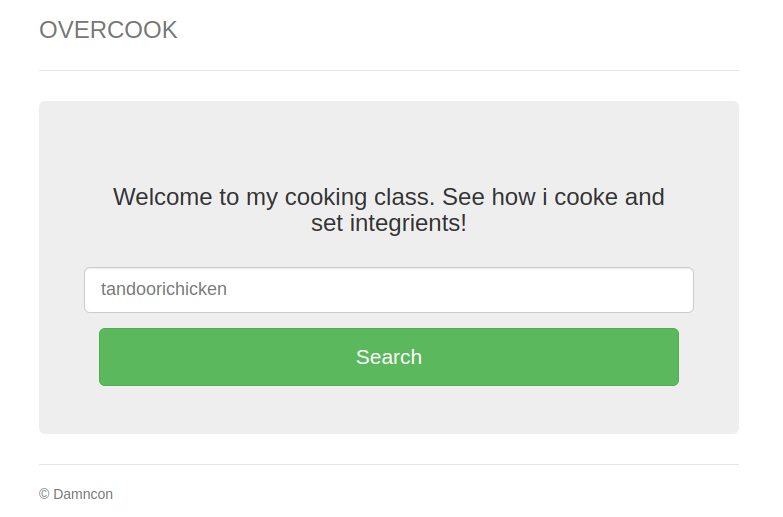 OVERCOOK
Welcome to my cooking class. See how i cooke and
set integrients!
tandoorichicken
Search
© Damncon